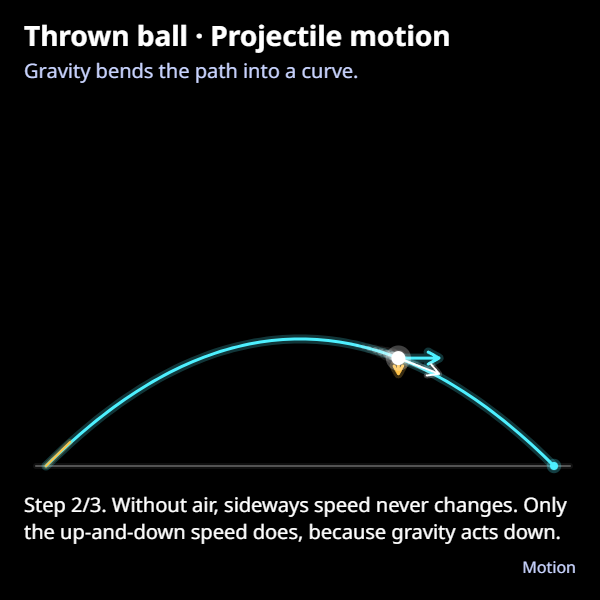 Thrown ball · Projectile motion
Gravity bends the path into a curve.
Step 2/3. Without air, sideways speed never changes. Only
the up-and-down speed does, because gravity acts down.
Motion